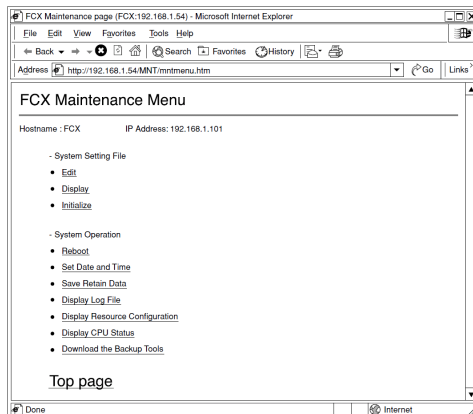 FCX Maintenance page (FCX:192.168.1.54) - Microsoft Internet Explorer
File Edit View Favorites Tools Help
Back Search Favorites History
Address http://192.168.1.54/MNT/mntmenu.htm Go Links
FCX Maintenance Menu
Hostname : FCX IP Address: 192.168.1.101
- System Setting File
• Edit
• Display
• Initialize
- System Operation
• Reboot
• Set Date and Time
• Save Retain Data
• Display Log File
• Display Resource Configuration
• Display CPU Status
• Download the Backup Tools
Top page
Done Internet